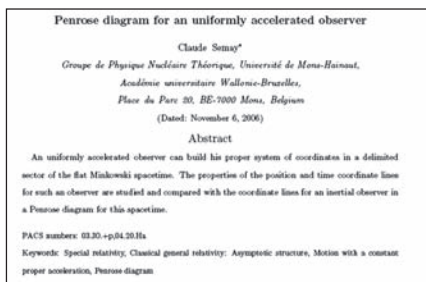 Penrose diagram for an uniformly accelerated observer
Claude Semay*
Groupe de Physique Nucléaire Théorique, Université de Mons-Hainaut,
Académie universitaire Wallonie-Bruxelles,
Place du Parc 20, BE-7000 Mons, Belgium
(Dated: November 6, 2006)
Abstract
An uniformly accelerated observer can build his proper system of coordinates in a delimited
sector of the flat Minkowski spacetime. The properties of the position and time coordinate lines
for such an observer are studied and compared with the coordinate lines for an inertial observer in
a Penrose diagram for this spacetime.
PACS numbers: 03.30.+p,04.20.Ha
Keywords: Special relativity, Classical general relativity: Asymptotic structure, Motion with a constant
proper acceleration, Penrose diagram